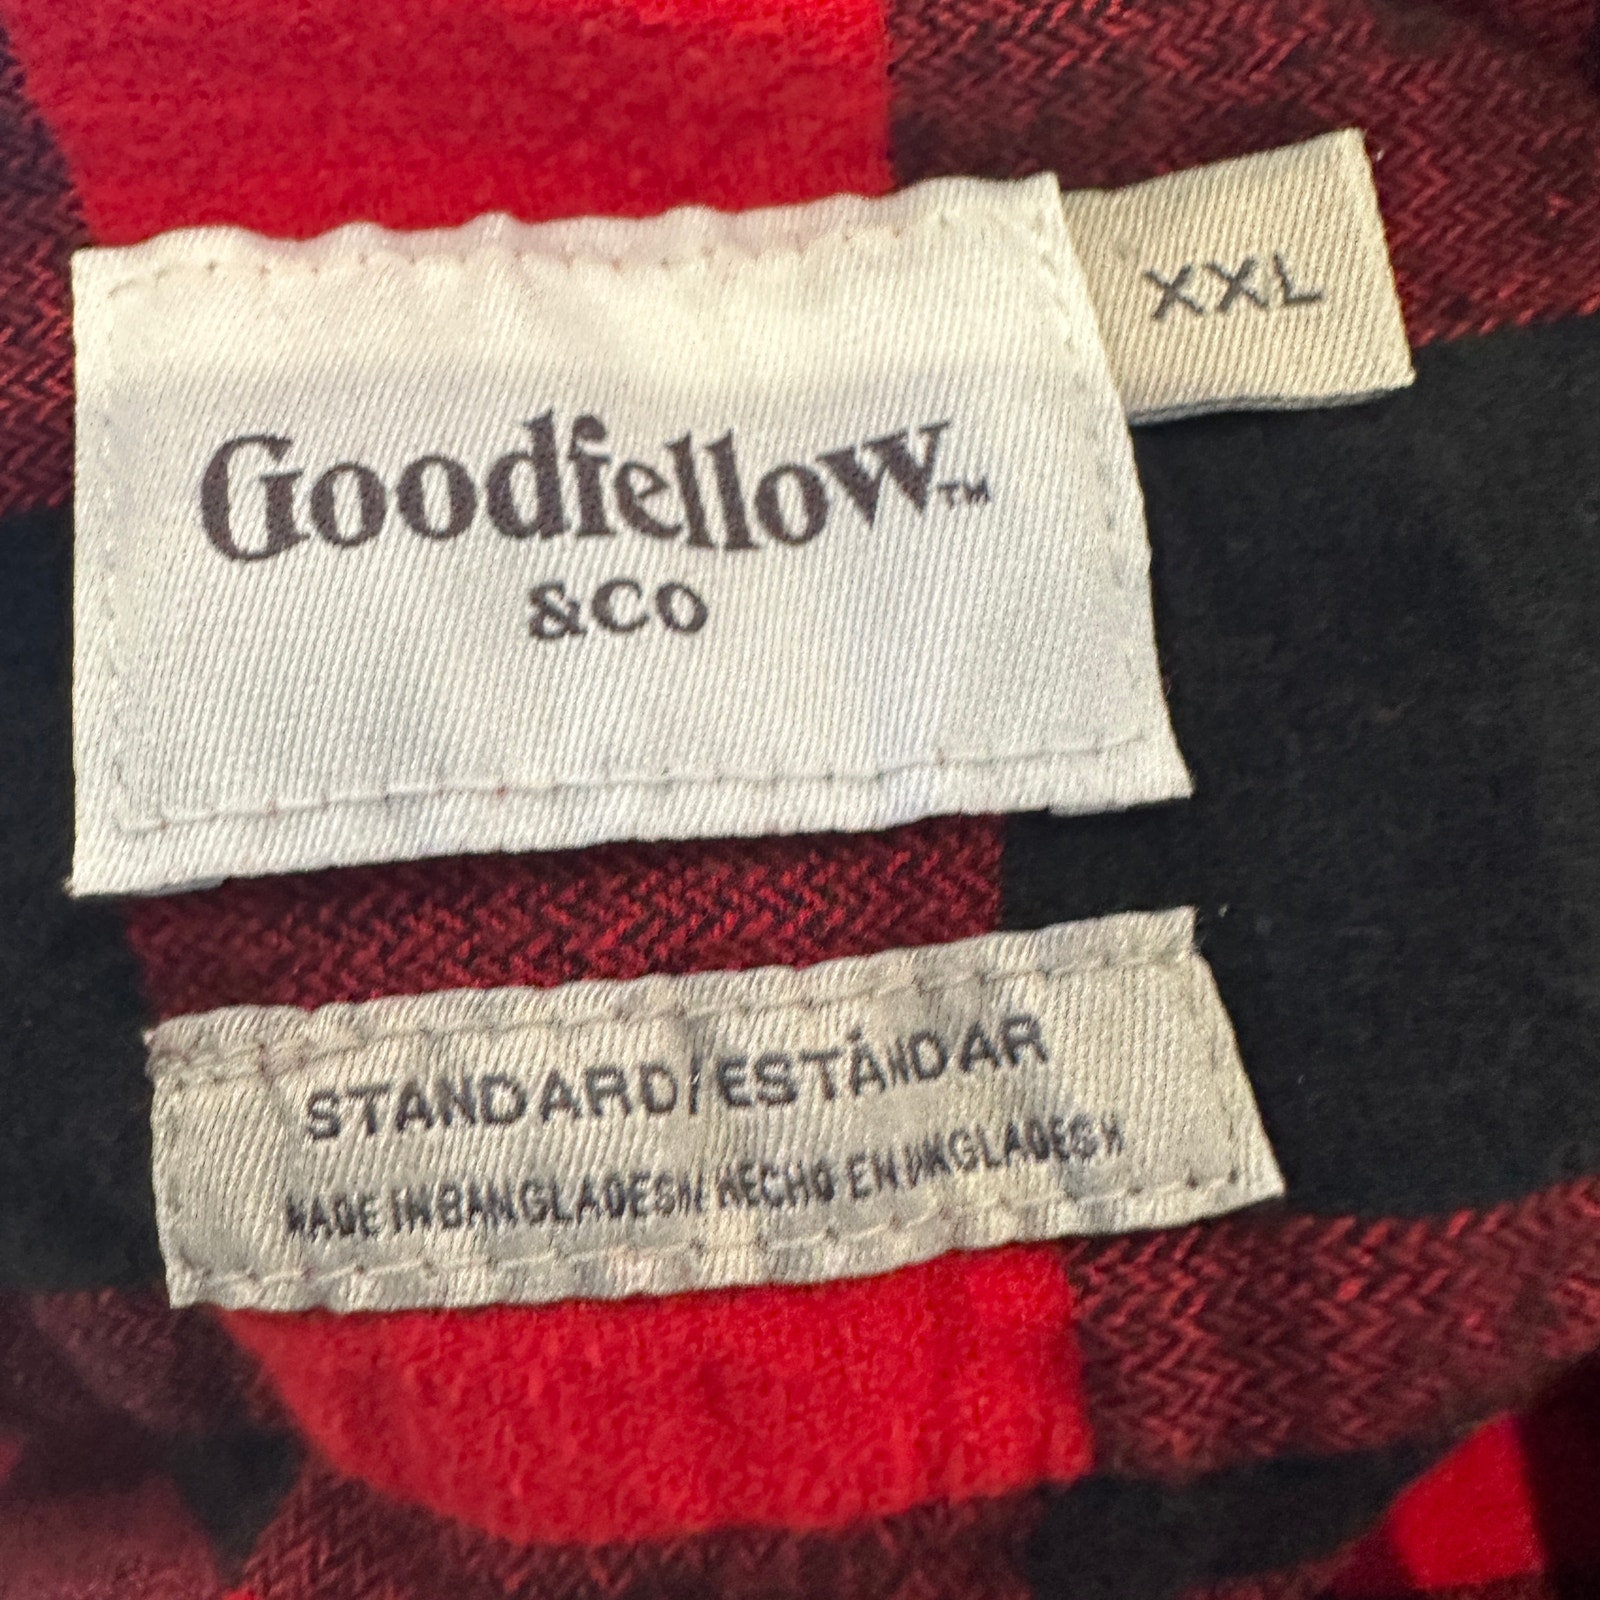 Goodfellow™
&CO
XXL
STANDARD/ESTÁNDAR
MADE IN BANGLADESH/HECHO EN BANGLADESH